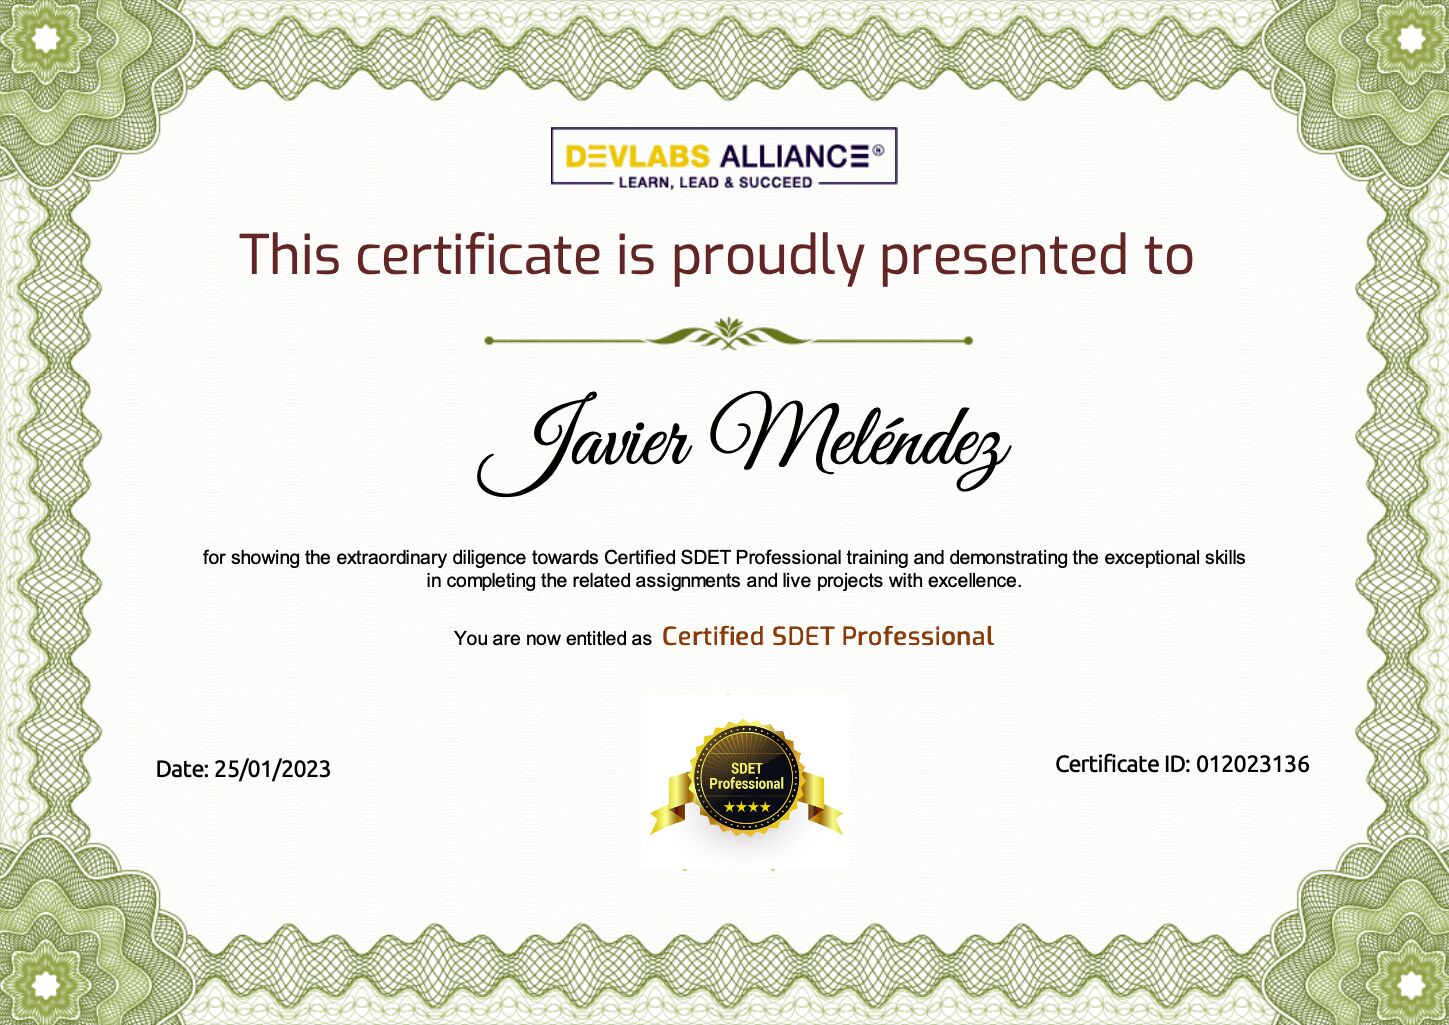 DEVLABS ALLIANCE®
LEARN, LEAD & SUCCEED
This certificate is proudly presented to
Javier Meléndez
for showing the extraordinary diligence towards Certified SDET Professional training and demonstrating the exceptional skills
in completing the related assignments and live projects with excellence.
You are now entitled as Certified SDET Professional
Date: 25/01/2023
SDET
Professional
Certificate ID: 012023136